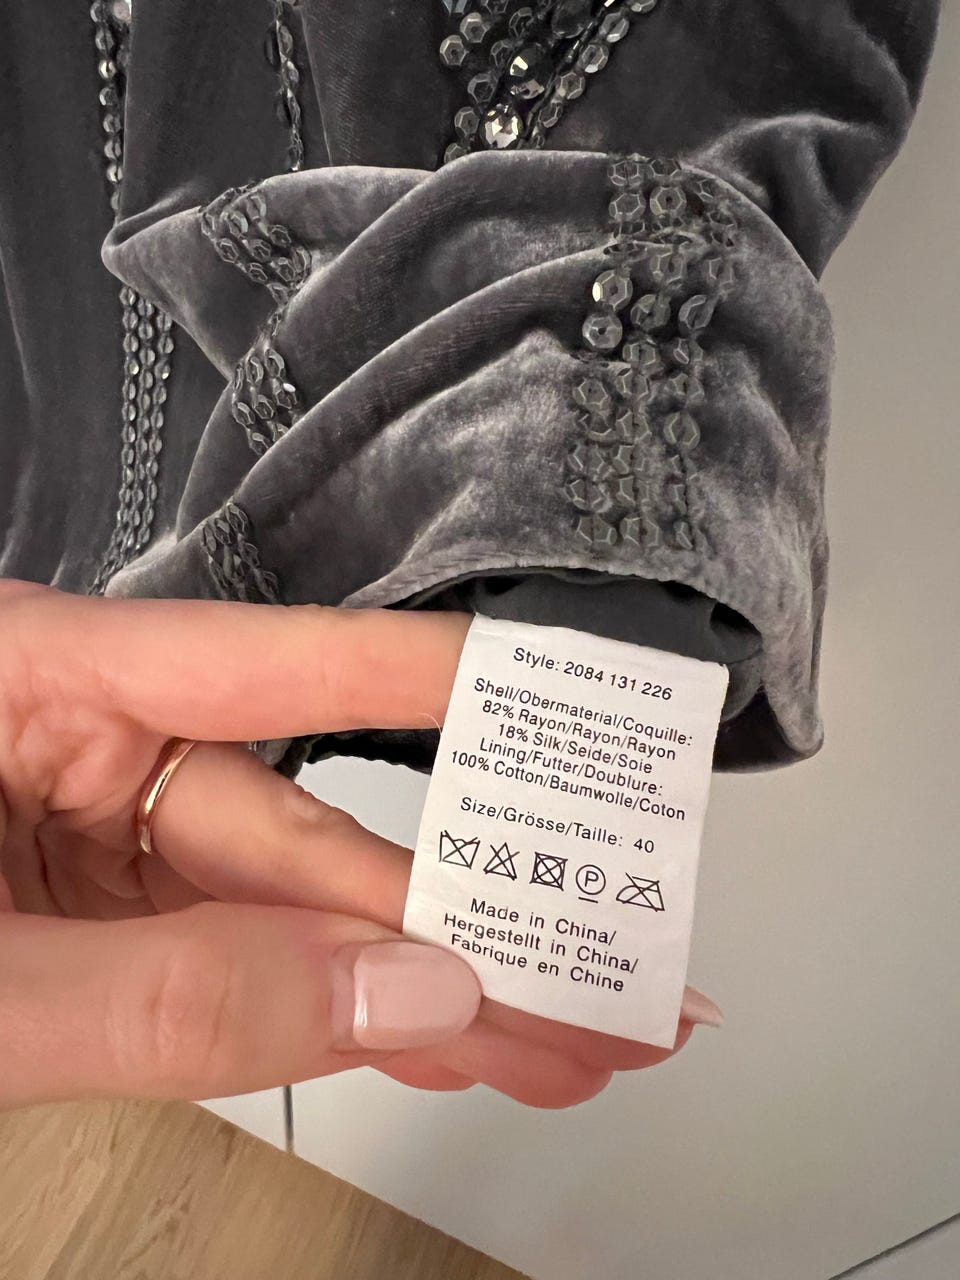 Style: 2084 131 226
Shell/Obermaterial/Coquille:
82% Rayon/Rayon/Rayon
18% Silk/Seide/Soie
Lining/Futter/Doublure:
100% Cotton/Baumwolle/Coton
Size/Grösse/Taille: 40
P
Made in China/
Hergestellt in China/
Fabrique en Chine